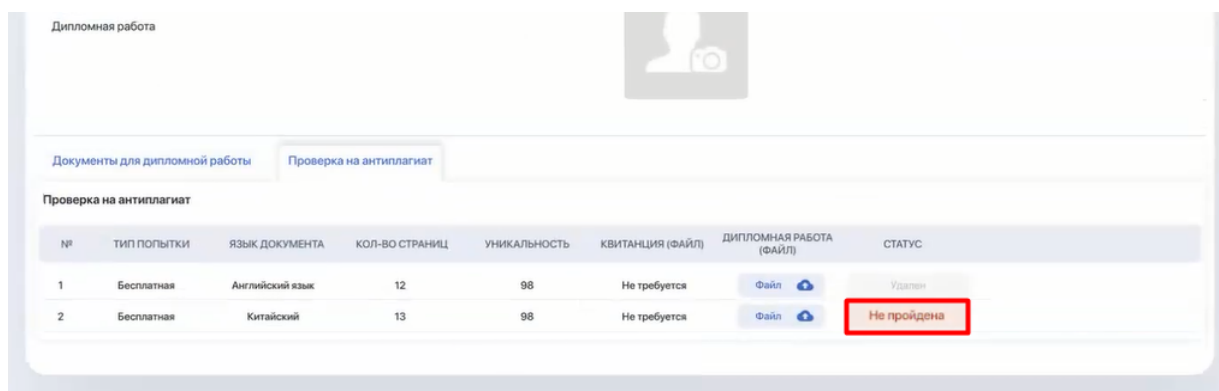 Дипломная работа
Документы для дипломной работы Проверка на антиплагиат
Проверка на антиплагиат
№ ТИП ПОПЫТКИ ЯЗЫК ДОКУМЕНТА КОЛ-ВО СТРАНИЦ УНИКАЛЬНОСТЬ КВИТАНЦИЯ (ФАЙЛ) ДИПЛОМНАЯ РАБОТА (ФАЙЛ) СТАТУС
1 Бесплатная Английский язык 12 98 Не требуется Файл Удален
2 Бесплатная Китайский 13 98 Не требуется Файл Не пройдена